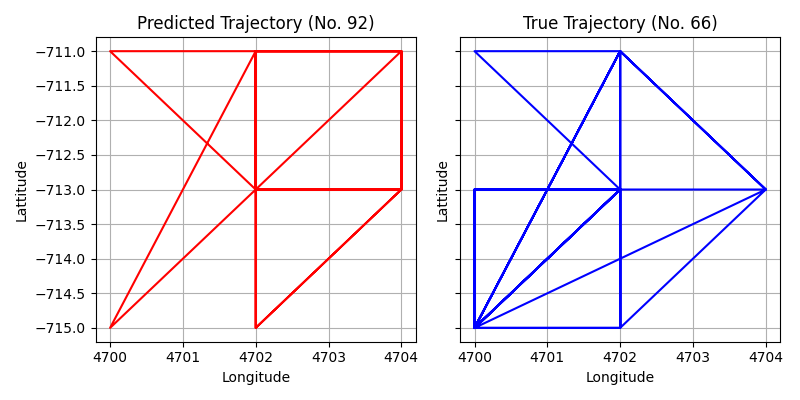 Predicted Trajectory (No. 92)
−711.0
−711.5
−712.0
−712.5
−713.0
−713.5
−714.0
−714.5
−715.0
Lattitude
4700 4701 4702 4703 4704
Longitude
True Trajectory (No. 66)
Lattitude
4700 4701 4702 4703 4704
Longitude